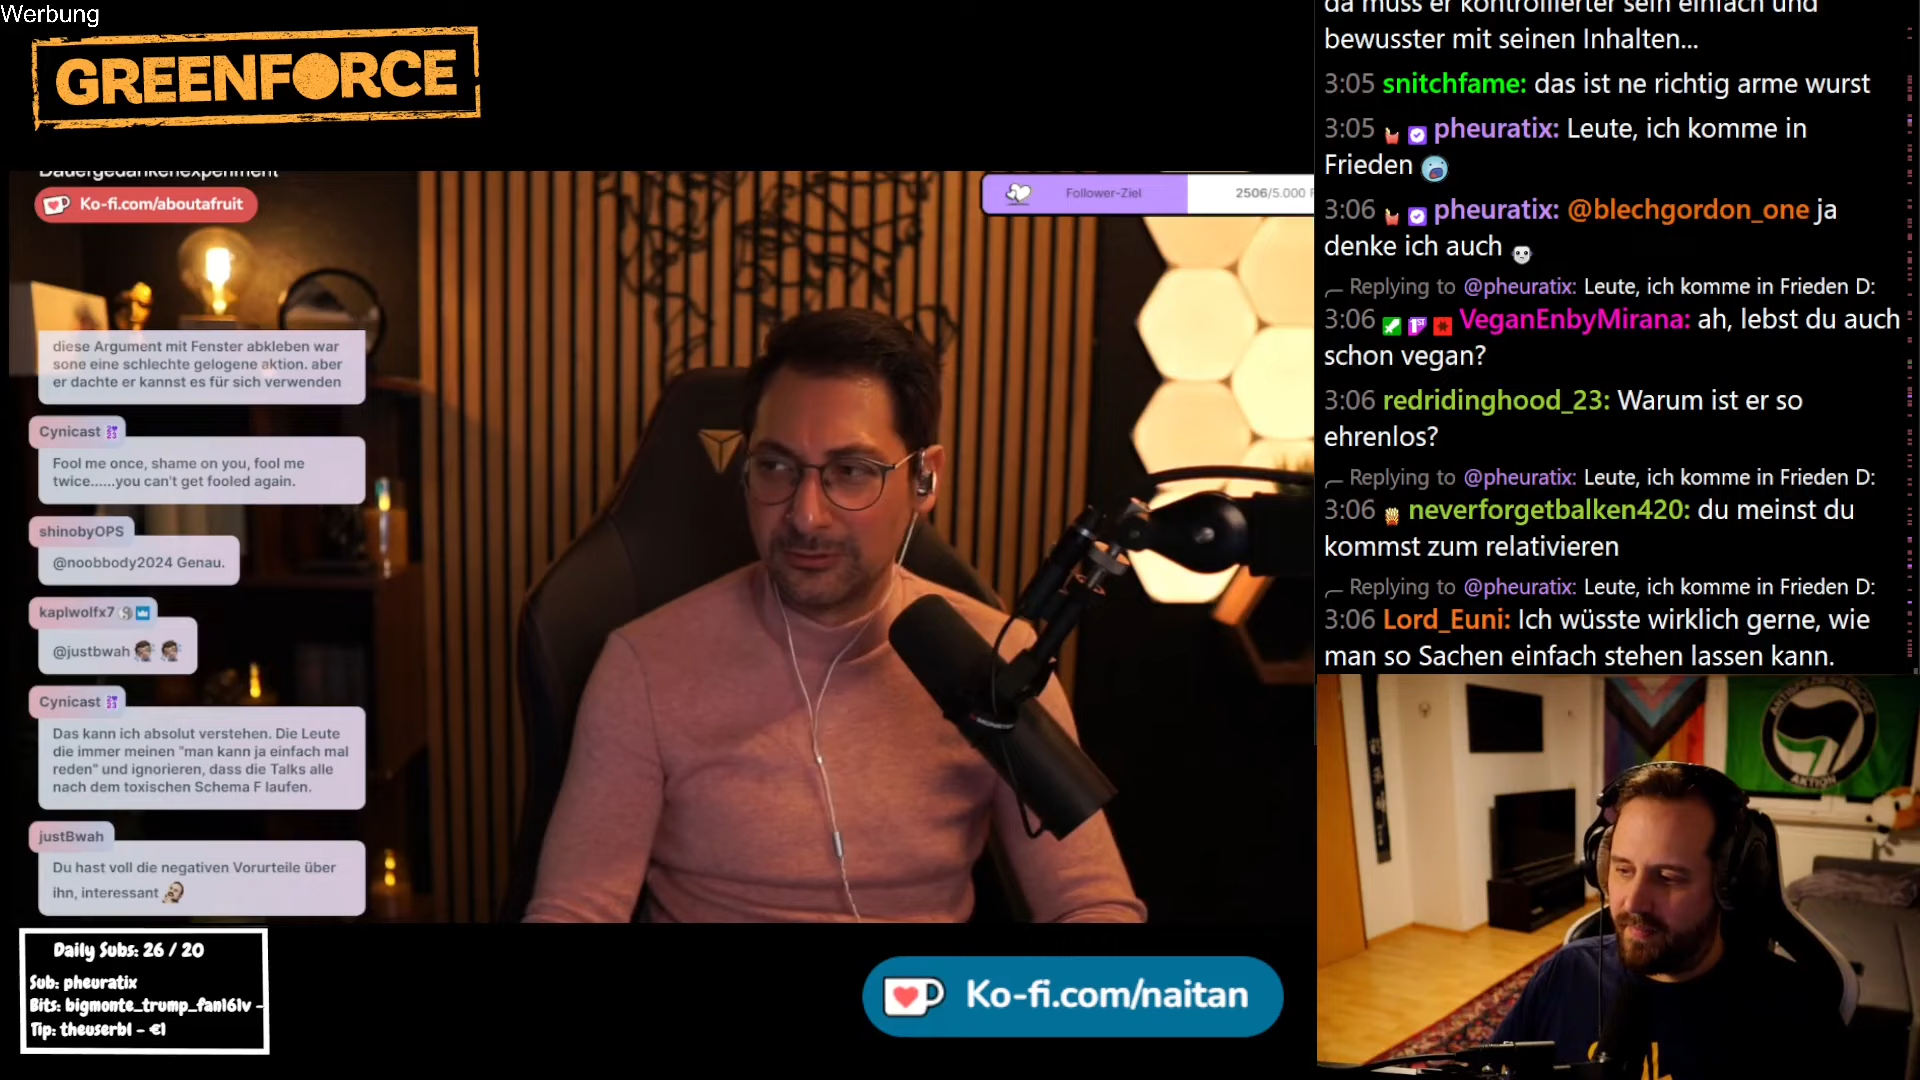 Werbung
GREENFORCE
Dauergedankenexperiment
Ko-fi.com/aboutafruit
Follower-Ziel
2506/5.000
diese Argument mit Fenster abkleben war
sone eine schlechte gelogene aktion. aber
er dachte er kannst es für sich verwenden
Cynicast
Fool me once, shame on you, fool me
twice......you can't get fooled again.
shinobyOPS
@noobbody2024 Genau.
kaplwolfx7
@justbwah
Cynicast
Das kann ich absolut verstehen. Die Leute
die immer meinen "man kann ja einfach mal
reden" und ignorieren, dass die Talks alle
nach dem toxischen Schema F laufen.
justBwah
Du hast voll die negativen Vorurteile über
ihn, interessant
Daily Subs: 26 / 20
Sub: pheuratix
Bits: bigmonte_trump_fan161v -
Tip: theuserbl - €1
Ko-fi.com/naitan
da muss er kontrollierter sein einfach und
bewusster mit seinen Inhalten...
3:05 snitchfame: das ist ne richtig arme wurst
3:05 pheuratix: Leute, ich komme in
Frieden
3:06 pheuratix: @blechgordon_one ja
denke ich auch
Replying to @pheuratix: Leute, ich komme in Frieden D:
3:06 VeganEnbyMirana: ah, lebst du auch
schon vegan?
3:06 redridinghood_23: Warum ist er so
ehrenlos?
Replying to @pheuratix: Leute, ich komme in Frieden D:
3:06 neverforgetbalken420: du meinst du
kommst zum relativieren
Replying to @pheuratix: Leute, ich komme in Frieden D:
3:06 Lord_Euni: Ich wüsste wirklich gerne, wie
man so Sachen einfach stehen lassen kann.
AKTION